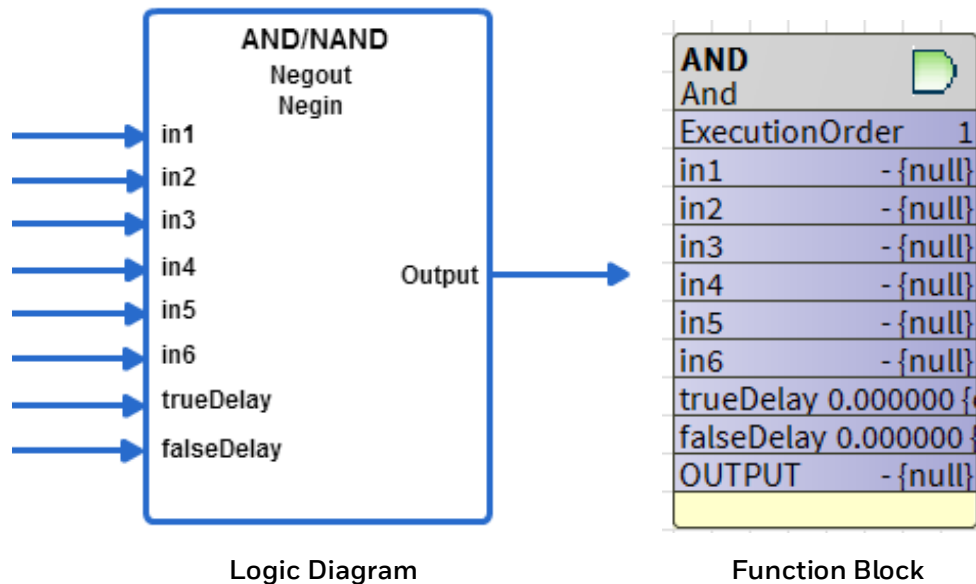 AND/NAND
Negout
Negin
in1
in2
in3
in4
in5
in6
trueDelay
falseDelay
Output
Logic Diagram
AND
And
ExecutionOrder 1
in1 - {null}
in2 - {null}
in3 - {null}
in4 - {null}
in5 - {null}
in6 - {null}
trueDelay 0.000000 {
falseDelay 0.000000 {
OUTPUT - {null}
Function Block